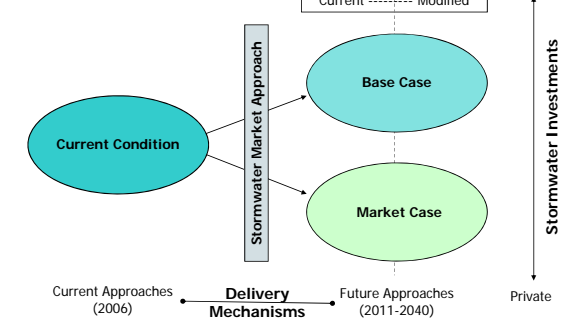 Current --------- Modified
Base Case
Stormwater Market Approach
Current Condition
Stormwater Investments
Market Case
Current Approaches
(2006)
Delivery
Mechanisms
Future Approaches
(2011-2040)
Private